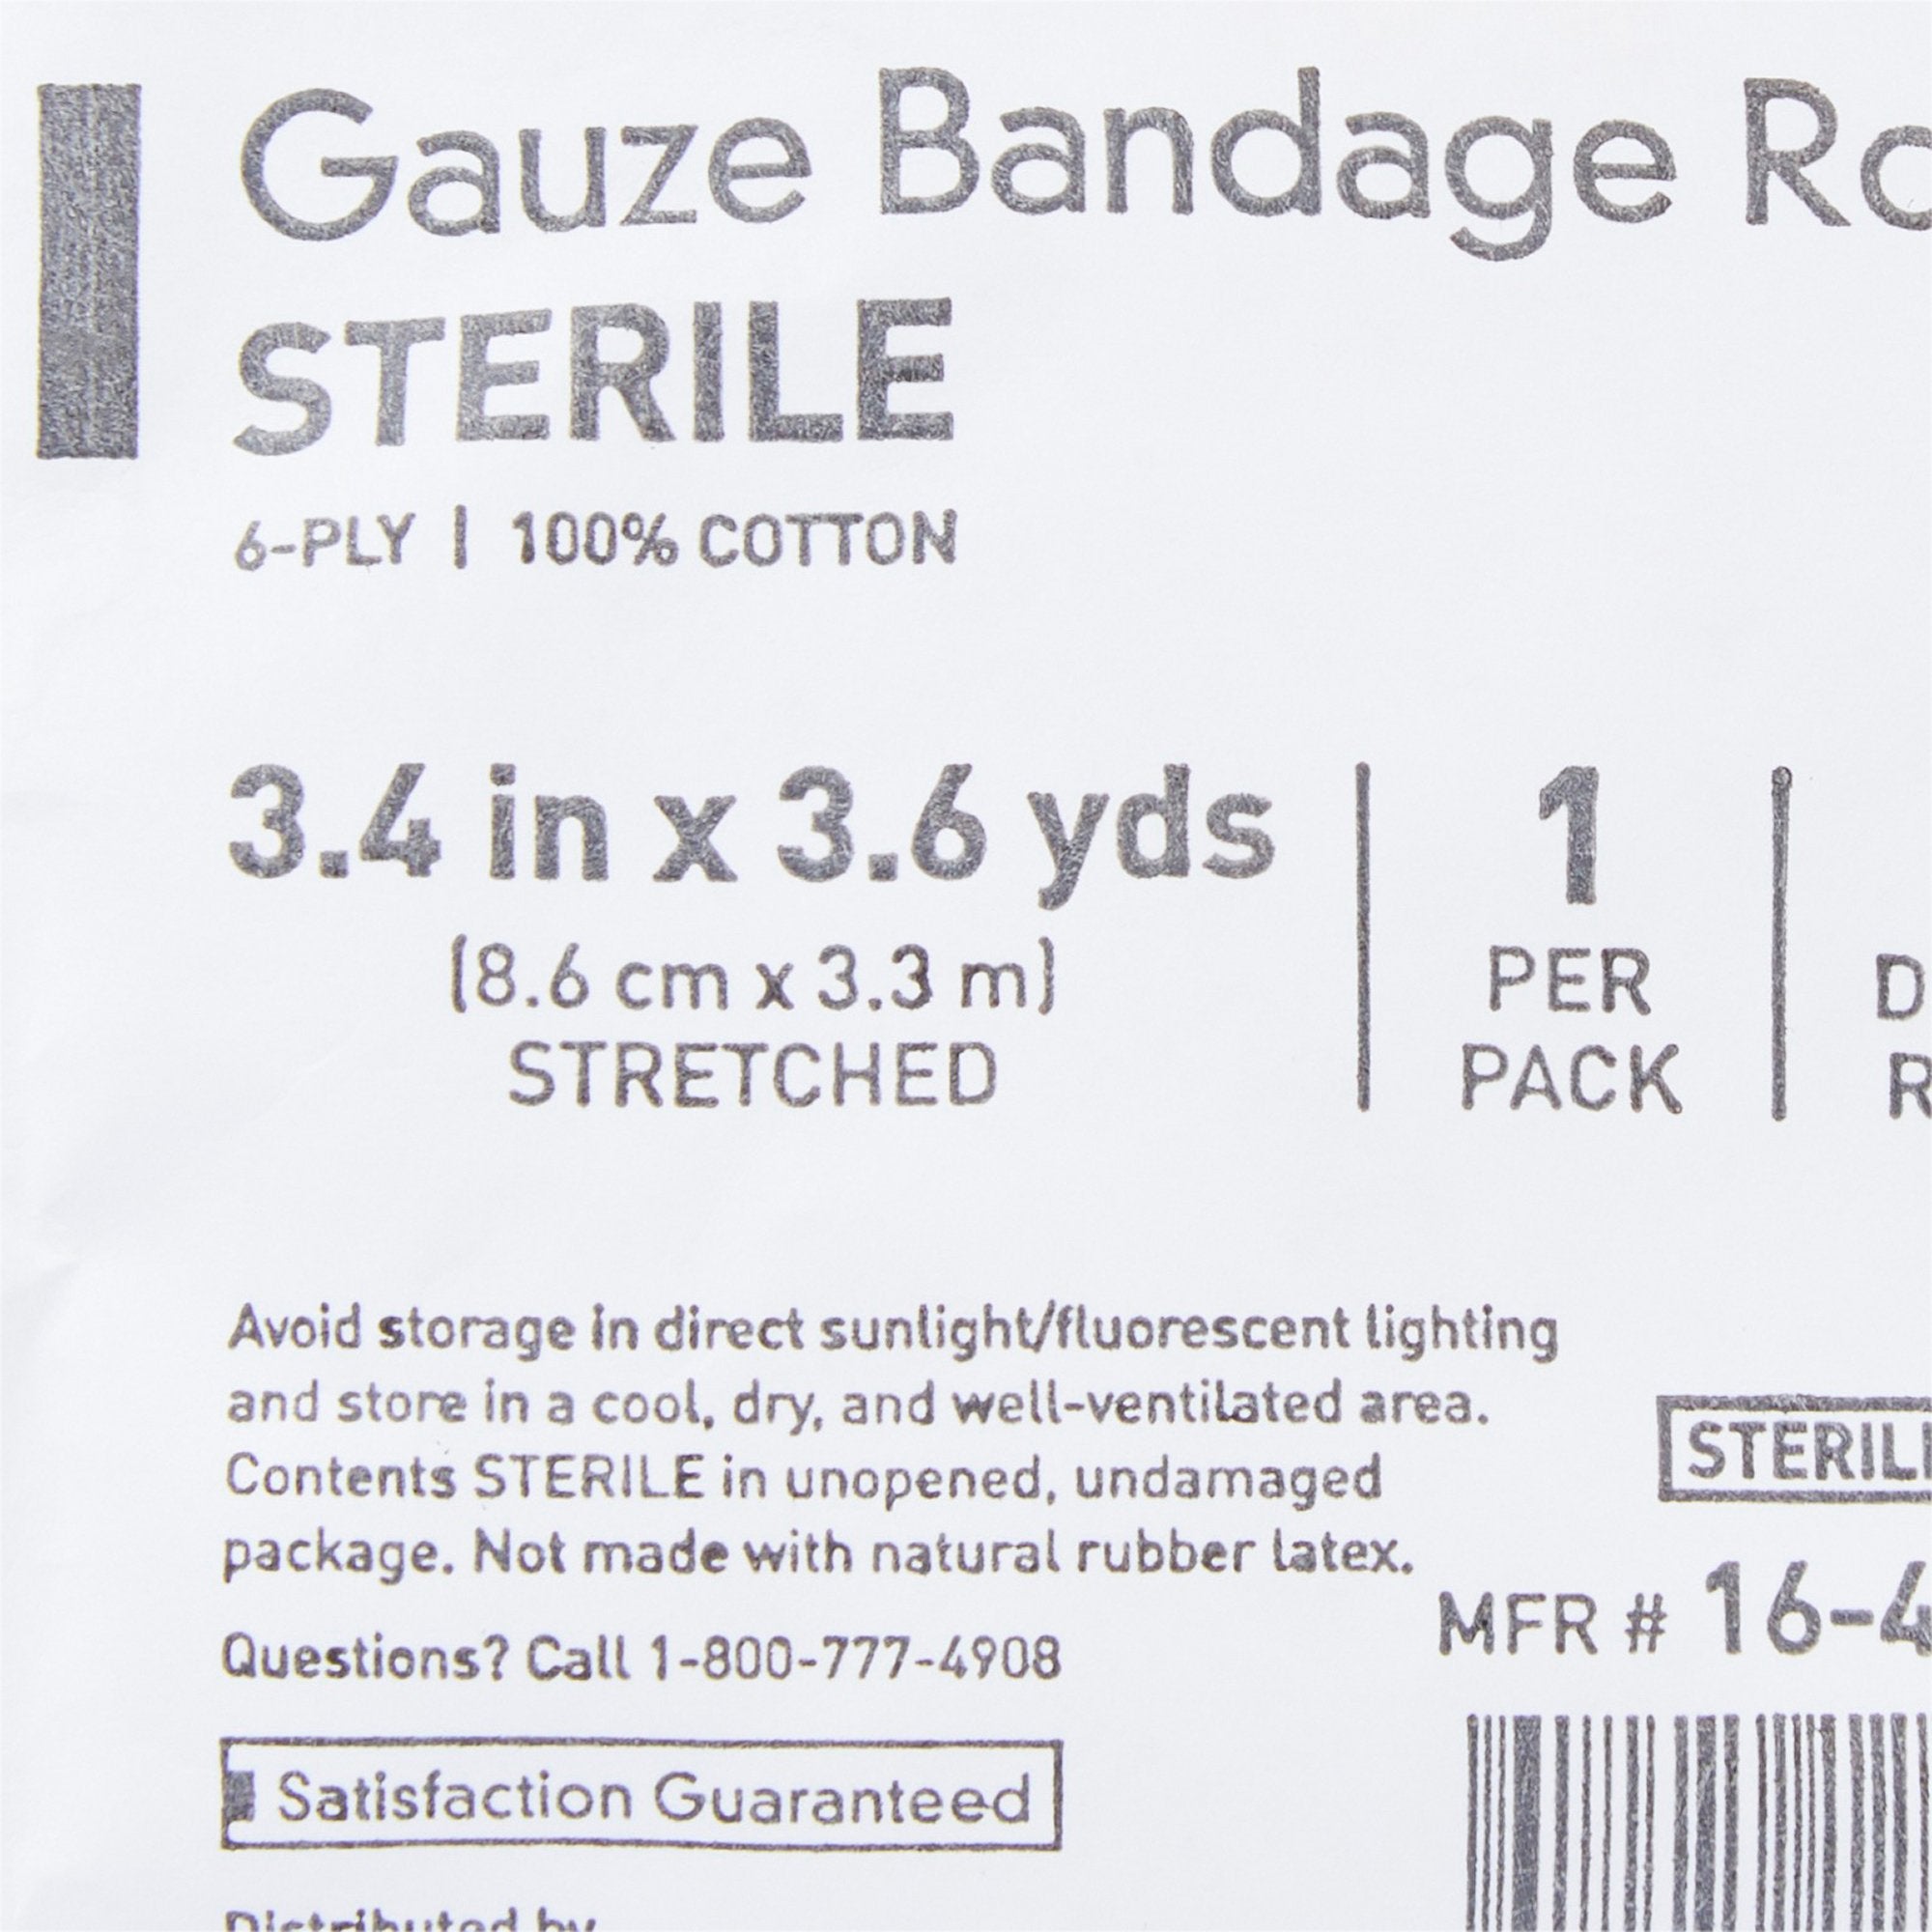 Gauze Bandage Ro
STERILE
6-PLY | 100% COTTON
3.4 in x 3.6 yds
(8.6 cm x 3.3 m)
STRETCHED
1
PER
PACK
D
R
Avoid storage in direct sunlight/fluorescent lighting
and store in a cool, dry, and well-ventilated area.
Contents STERILE in unopened, undamaged
package. Not made with natural rubber latex.
STERIL
MFR # 16-4
Questions? Call 1-800-777-4908
Satisfaction Guaranteed
Distributed by